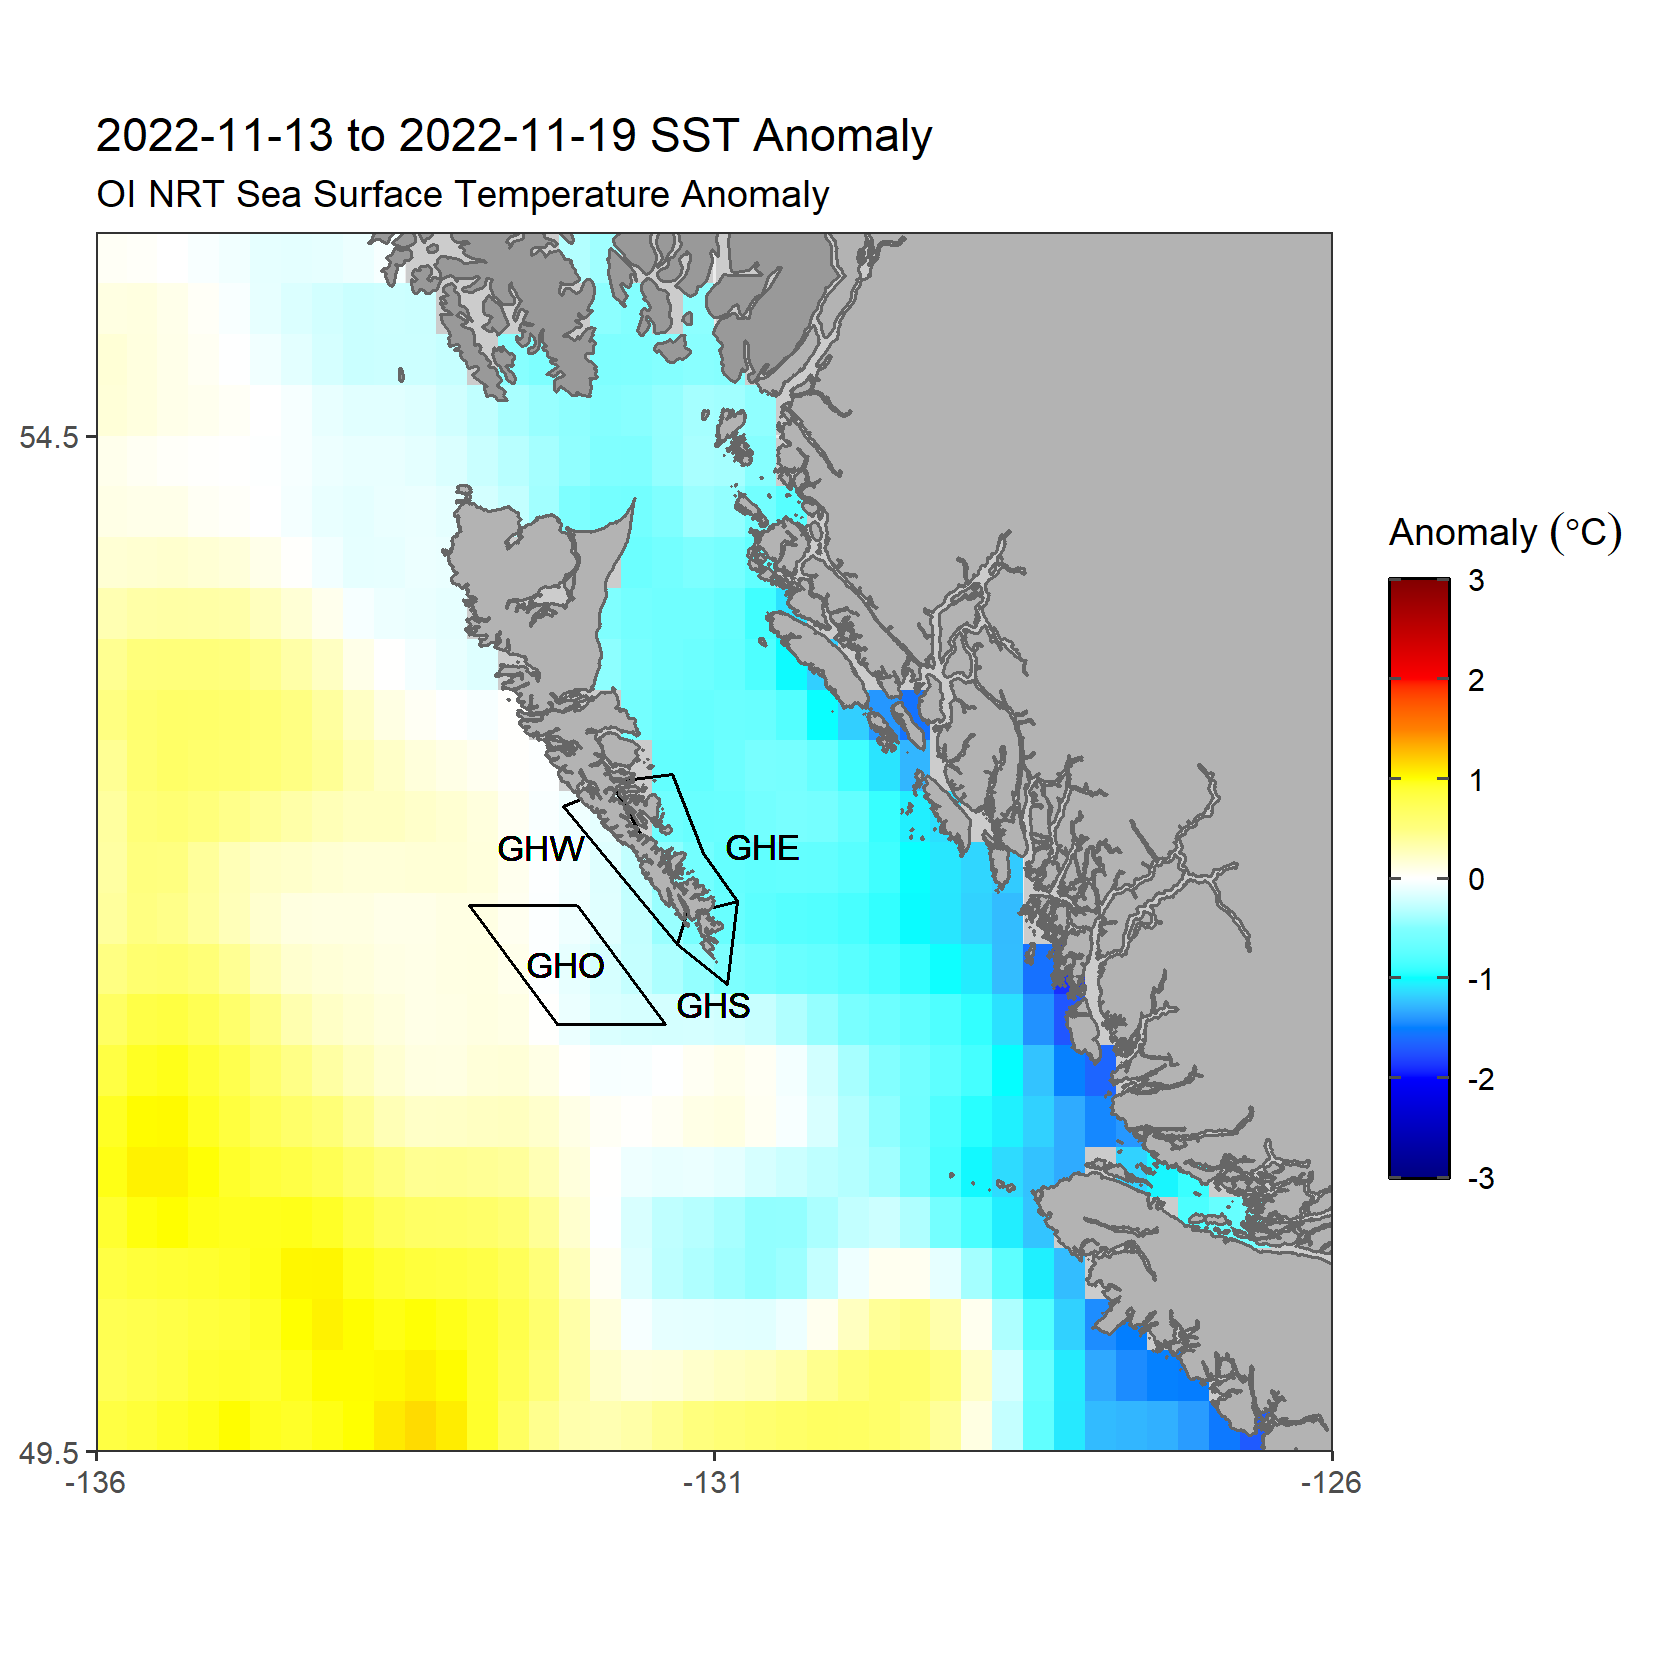 2022-11-13 to 2022-11-19 SST Anomaly
OI NRT Sea Surface Temperature Anomaly
54.5
49.5
-136
-131
-126
GHW
GHE
GHO
GHS
Anomaly (°C)
3
2
1
0
-1
-2
-3